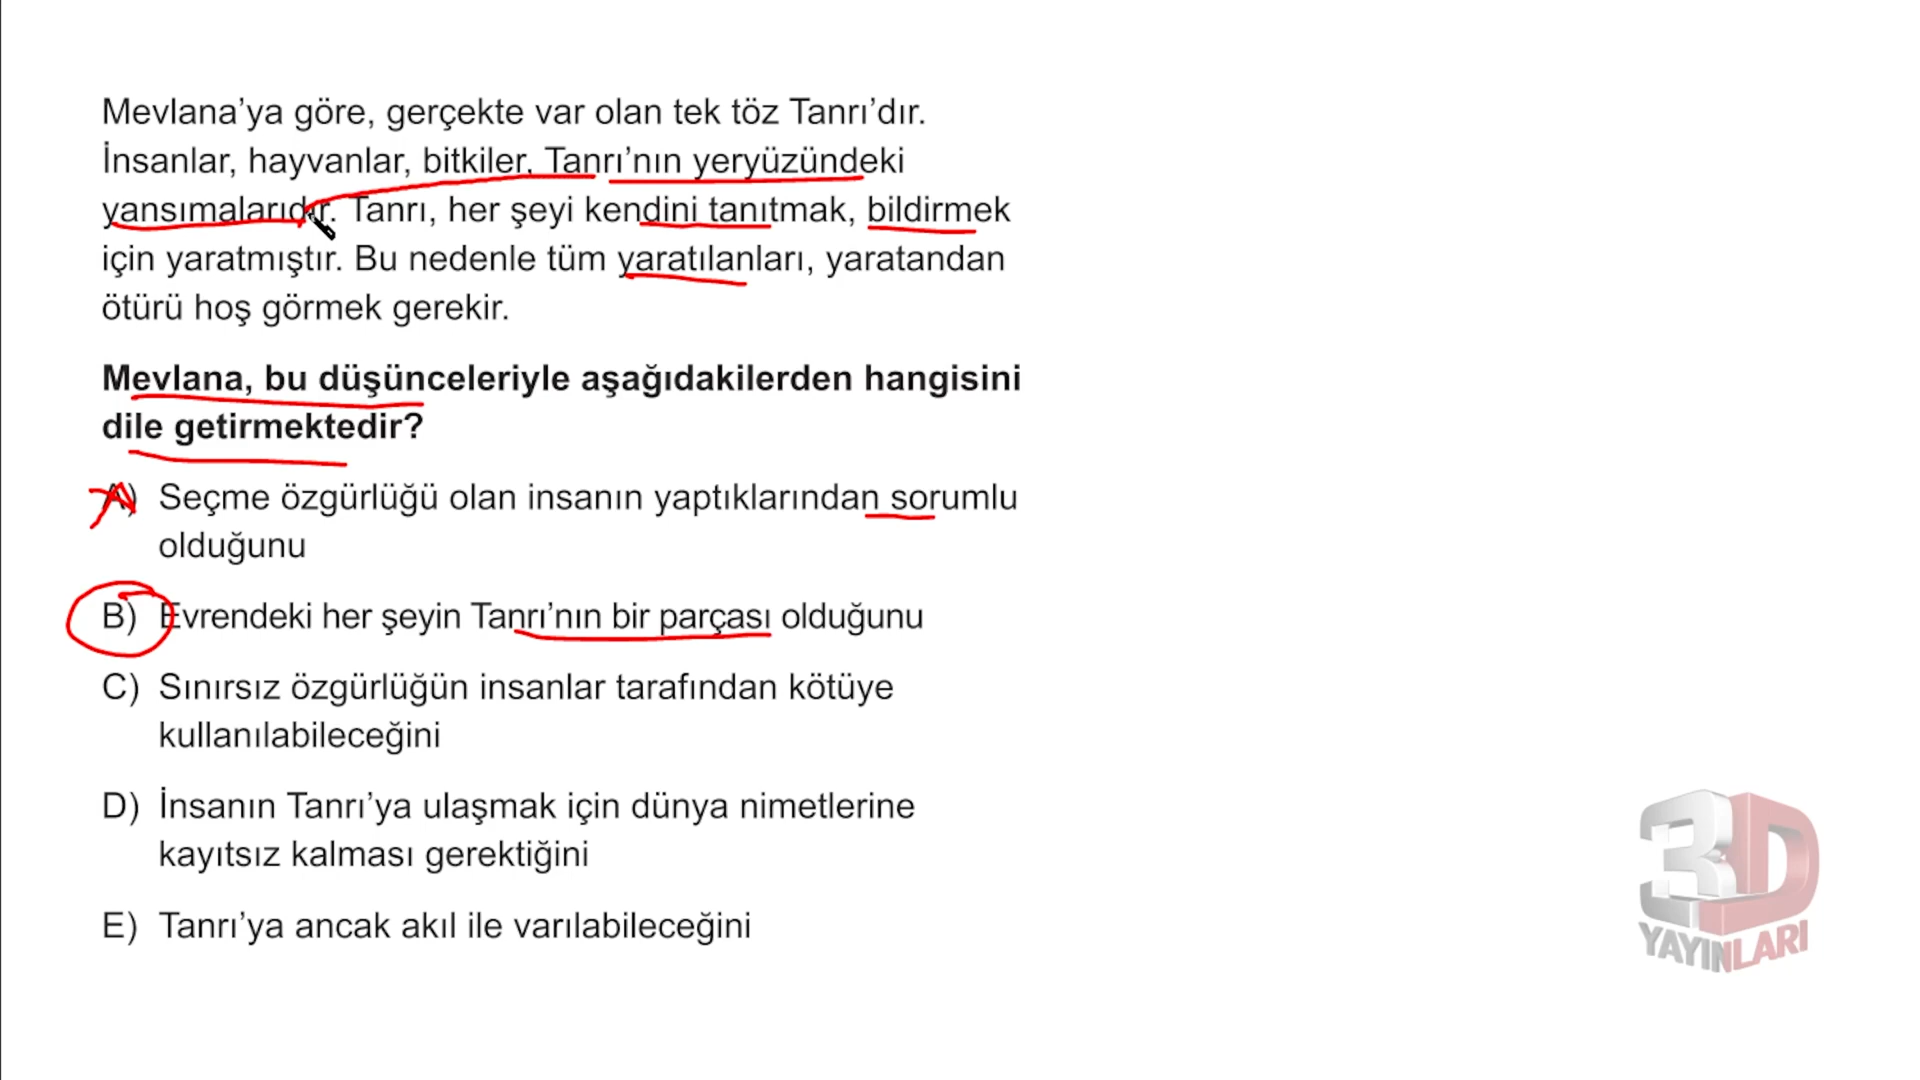 Mevlana’ya göre, gerçekte var olan tek töz Tanrı’dır.
İnsanlar, hayvanlar, bitkiler, Tanrı’nın yeryüzündeki
yansımalarıdır. Tanrı, her şeyi kendini tanıtmak, bildirmek
için yaratmıştır. Bu nedenle tüm yaratılanları, yaratandan
ötürü hoş görmek gerekir.
Mevlana, bu düşünceleriyle aşağıdakilerden hangisini
dile getirmektedir?
A) Seçme özgürlüğü olan insanın yaptıklarından sorumlu
olduğunu
B) Evrendeki her şeyin Tanrı’nın bir parçası olduğunu
C) Sınırsız özgürlüğün insanlar tarafından kötüye
kullanılabileceğini
D) İnsanın Tanrı’ya ulaşmak için dünya nimetlerine
kayıtsız kalması gerektiğini
E) Tanrı’ya ancak akıl ile varılabileceğini
3D
YAYINLARI